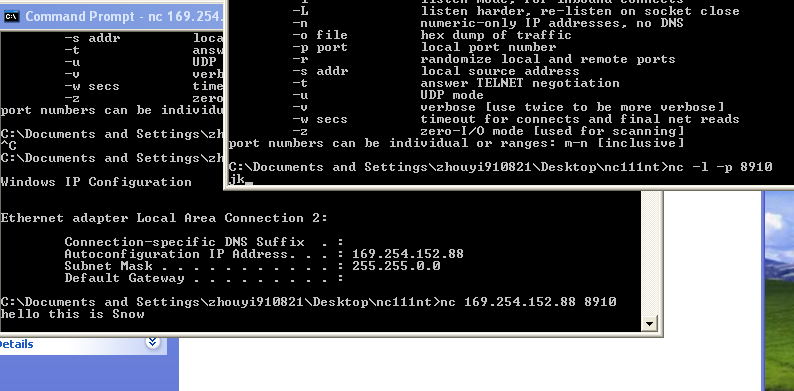 Command Prompt - nc 169.254.
-s addr loca
-t answ
-u UDP
-v verb
-w secs time
-z zero
port numbers can be individu
C:\Documents and Settings\zh
^C
C:\Documents and Settings\zh
Windows IP Configuration
Ethernet adapter Local Area Connection 2:
Connection-specific DNS Suffix . :
Autoconfiguration IP Address. . . : 169.254.152.88
Subnet Mask . . . . . . . . . . . : 255.255.0.0
Default Gateway . . . . . . . . . :
C:\Documents and Settings\zhouyi910821\Desktop\nc111nt>nc 169.254.152.88 8910
hello this is Snow
-L listen harder, re-listen on socket close
-n numeric-only IP addresses, no DNS
-o file hex dump of traffic
-p port local port number
-r randomize local and remote ports
-s addr local source address
-t answer TELNET negotiation
-u UDP mode
-v verbose [use twice to be more verbose]
-w secs timeout for connects and final net reads
-z zero-I/O mode [used for scanning]
port numbers can be individual or ranges: m-n [inclusive]
C:\Documents and Settings\zhouyi910821\Desktop\nc111nt>nc -l -p 8910
jk_
Details